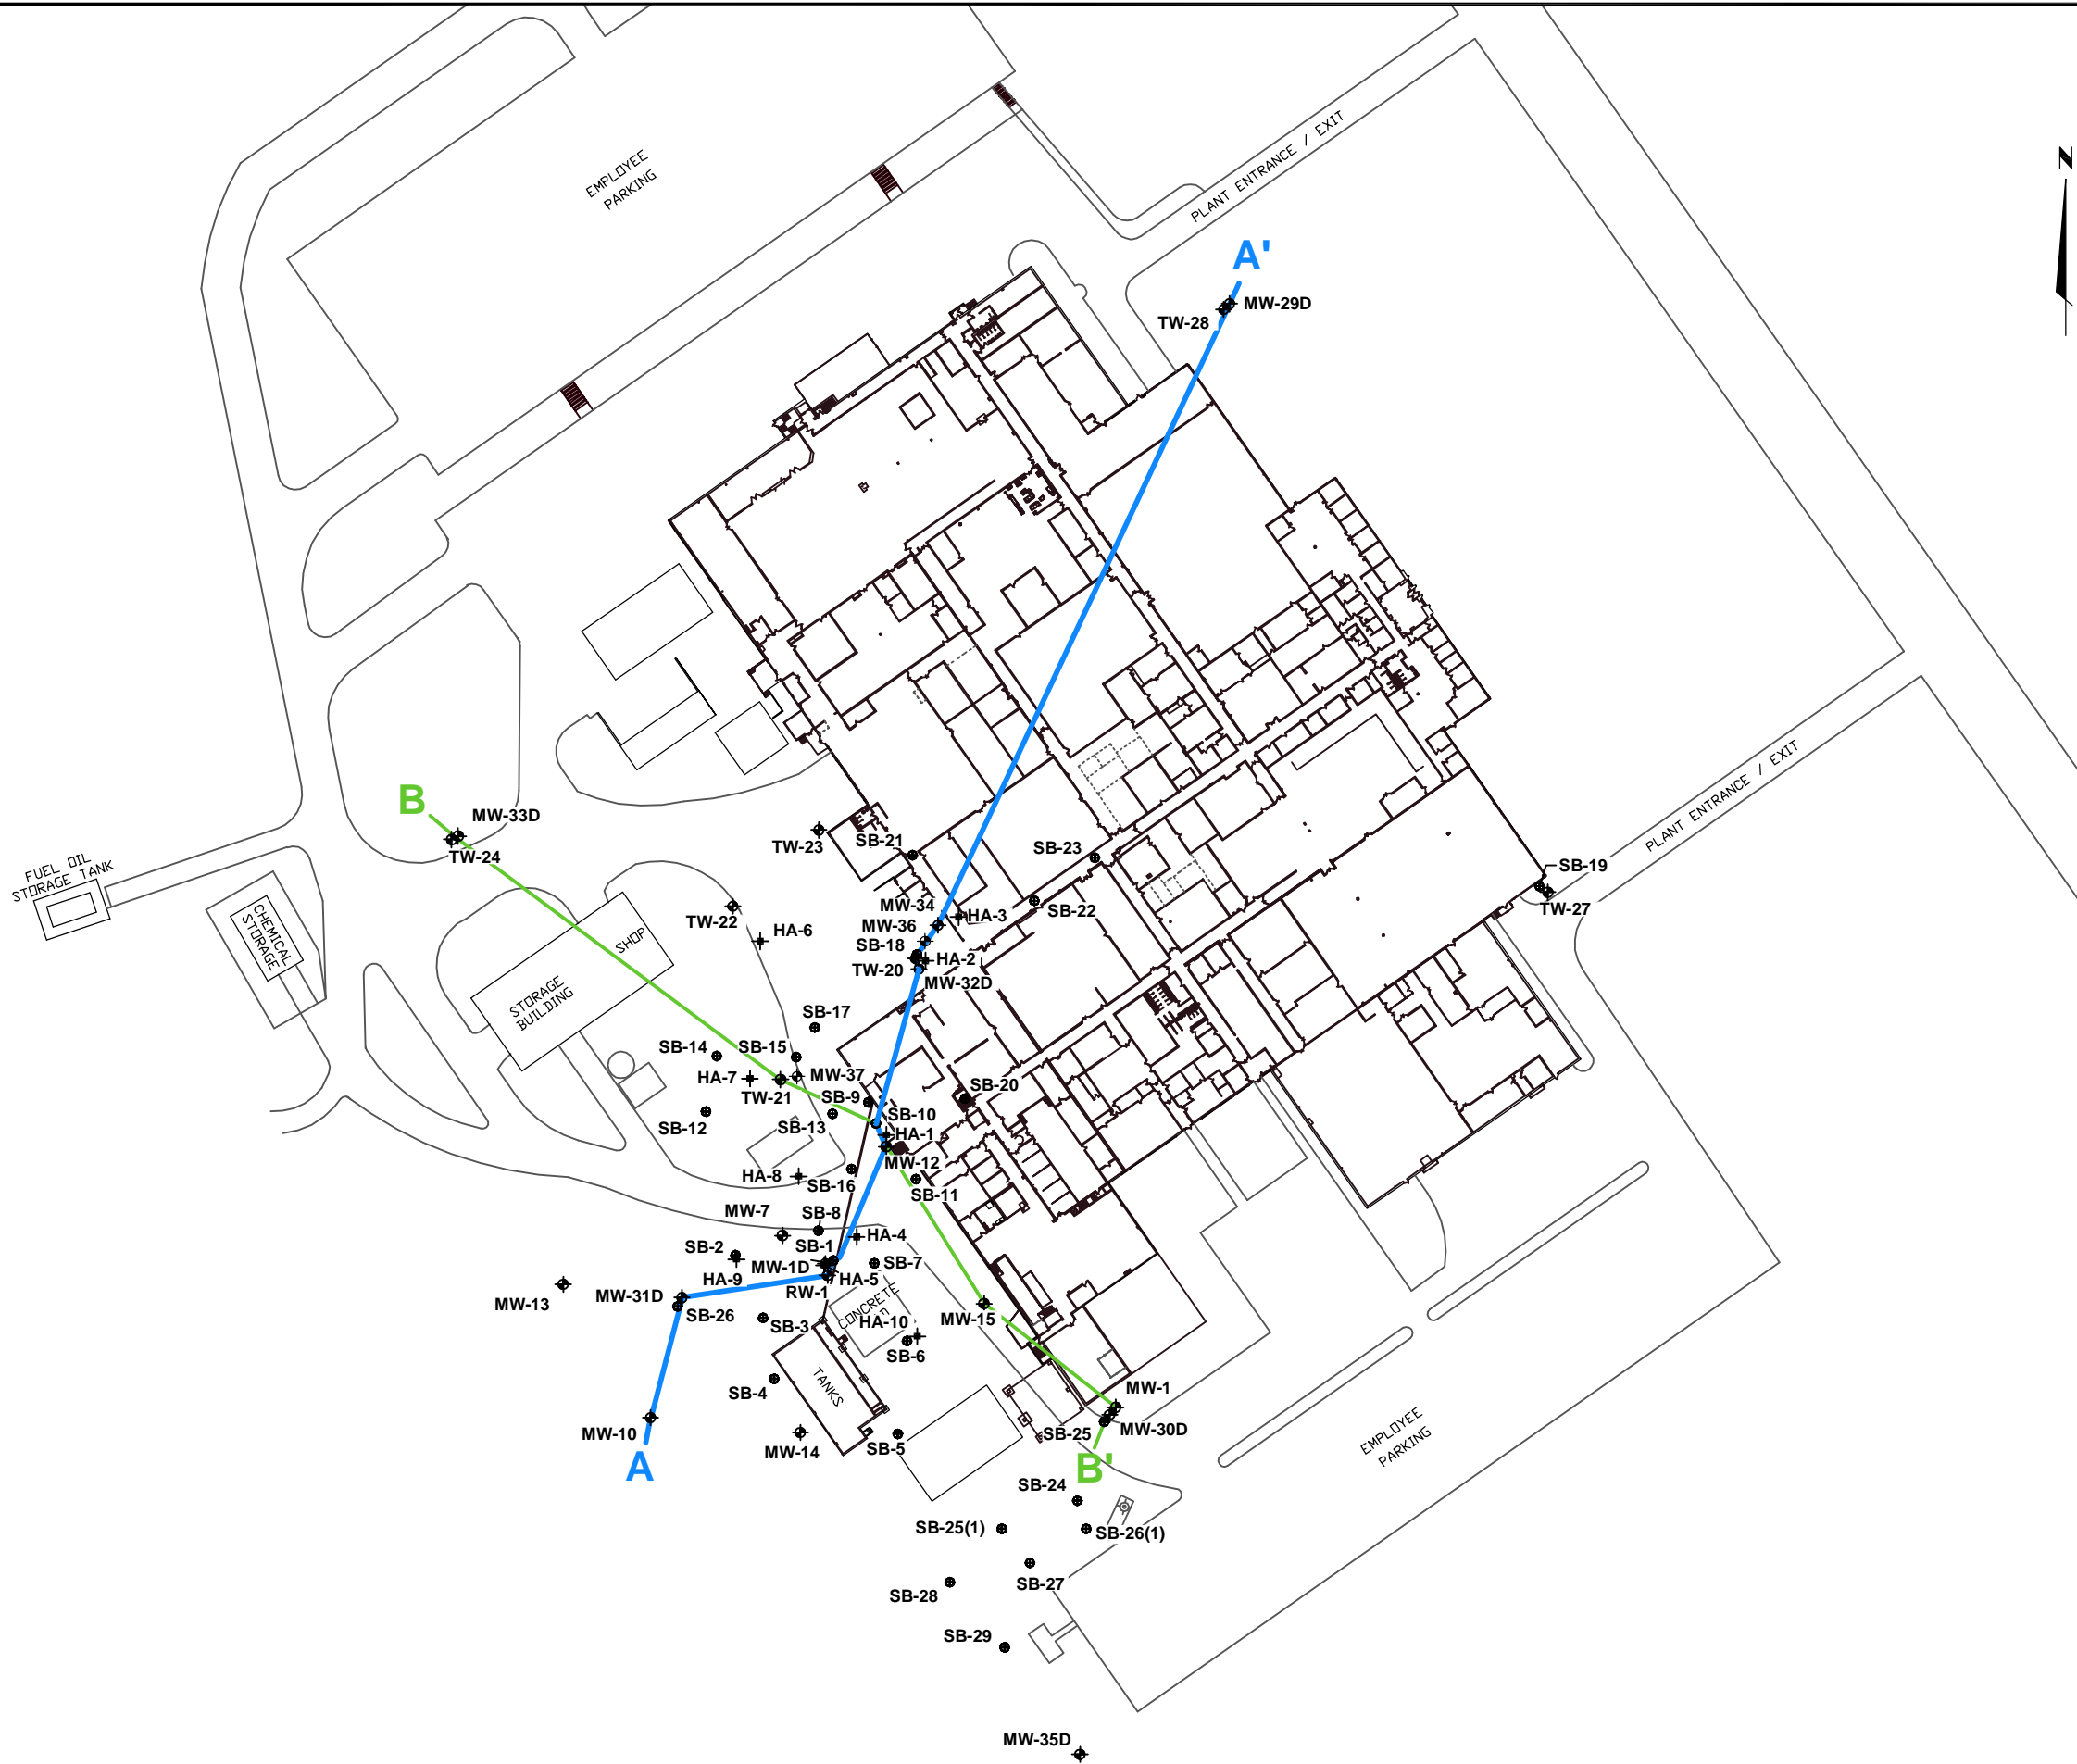 EMPLOYEE
PARKING
PLANT ENTRANCE / EXIT
N
A'
MW-29D
TW-28
B
MW-33D
TW-24
FUEL OIL
STORAGE TANK
CHEMICAL
STORAGE
TW-23
SB-21
SB-23
PLANT ENTRANCE / EXIT
SB-19
TW-27
SB-22
MW-34
HA-3
MW-36
TW-22
HA-6
SHOP
SB-18
HA-2
TW-20
MW-32D
STORAGE
BUILDING
SB-17
SB-14
SB-15
HA-7
MW-37
TW-21
SB-9
SB-20
SB-10
SB-12
SB-13
HA-1
MW-12
HA-8
SB-16
SB-11
MW-7
SB-8
HA-4
SB-2
SB-1
SB-7
MW-1D
HA-9
HA-5
RW-1
MW-13
MW-31D
SB-26
CONCRETE
SB-3
HA-10
MW-15
SB-6
TANKS
SB-4
MW-1
MW-10
MW-14
SB-5
SB-25
MW-30D
EMPLOYEE
PARKING
A
B'
SB-24
SB-25(1)
SB-26(1)
SB-27
SB-28
SB-29
MW-35D